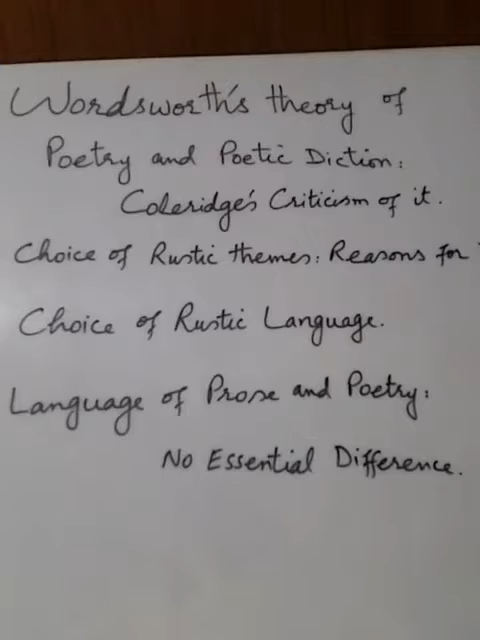 Wordsworth's theory of
Poetry and Poetic Diction:
Coleridge's Criticism of it.
Choice of Rustic themes: Reasons for
Choice of Rustic Language.
Language of Prose and Poetry:
No Essential Difference.